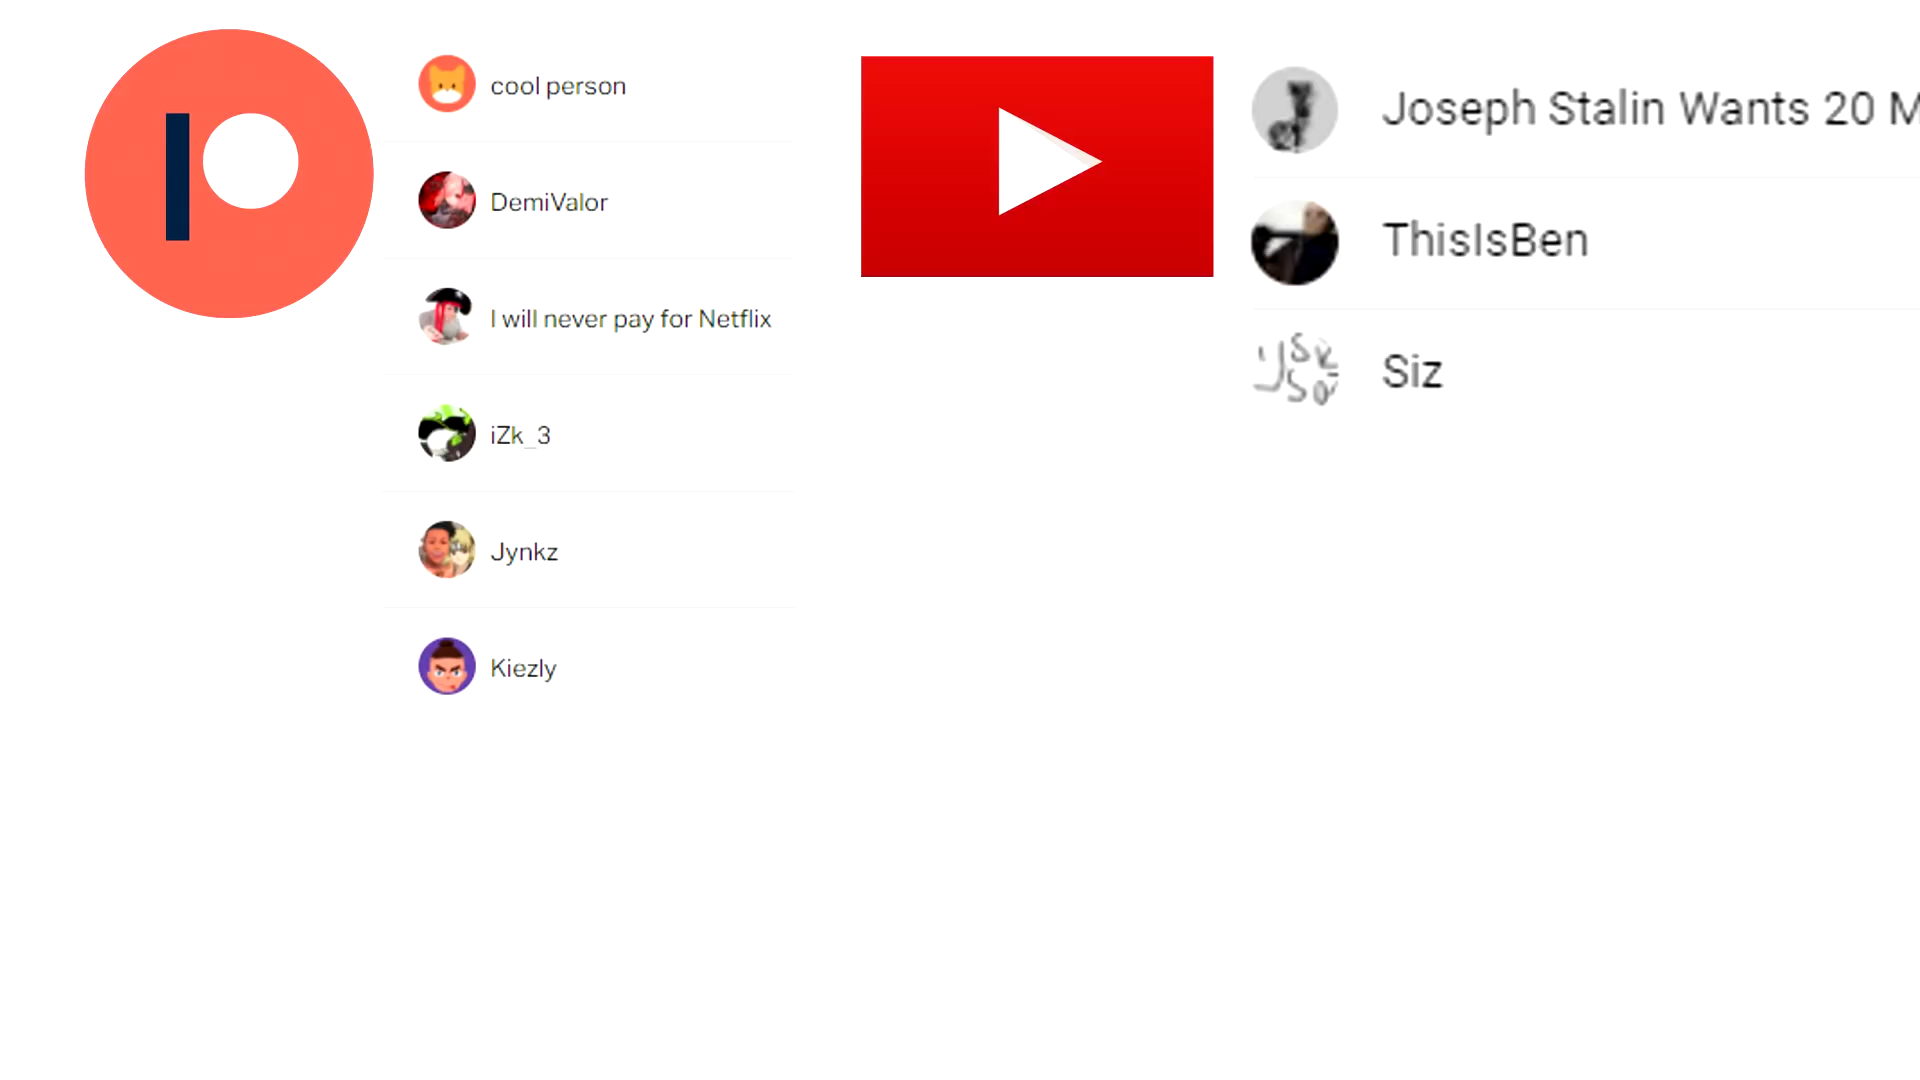 cool person
DemiValor
I will never pay for Netflix
iZk_3
Jynkz
Kiezly
Joseph Stalin Wants 20 M
ThisIsBen
Siz